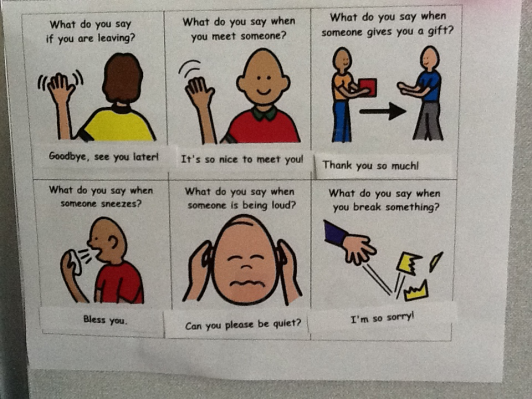 What do you say
if you are leaving?
Goodbye, see you later!
What do you say when
you meet someone?
It's so nice to meet you!
What do you say when
someone gives you a gift?
Thank you so much!
What do you say when
someone sneezes?
Bless you.
What do you say when
someone is being loud?
Can you please be quiet?
What do you say when
you break something?
I'm so sorry!